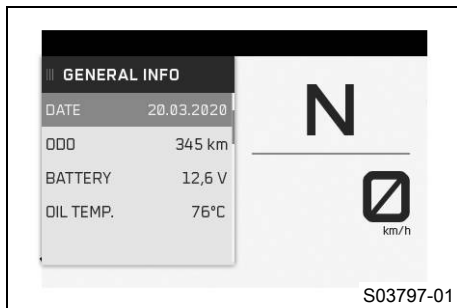 GENERAL INFO
DATE 20.03.2020
ODO 345 km
BATTERY 12,6 V
OIL TEMP. 76°C
N
0
km/h
S03797-01